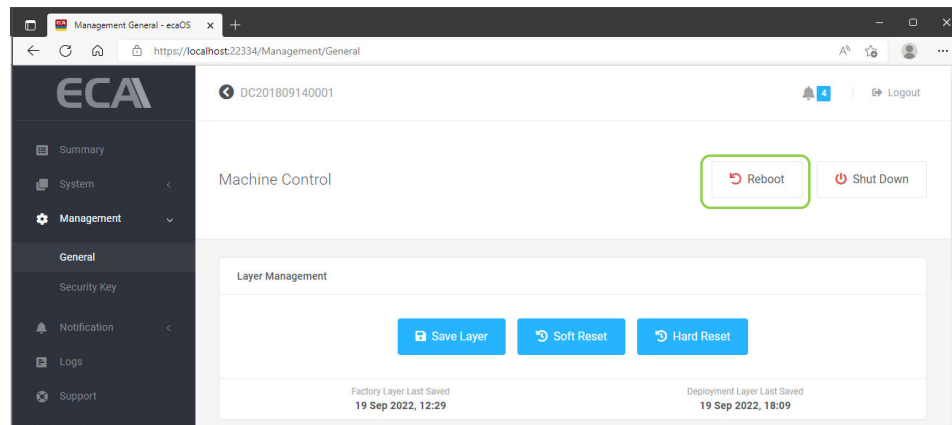 Management General - ecaOS
https://localhost:22334/Management/General
ECA
DC201809140001
4
Logout
Summary
System
Machine Control
Reboot
Shut Down
Management
General
Layer Management
Security Key
Notification
Save Layer
Soft Reset
Hard Reset
Logs
Support
Factory Layer Last Saved
Deployment Layer Last Saved
19 Sep 2022, 12:29
19 Sep 2022, 18:09